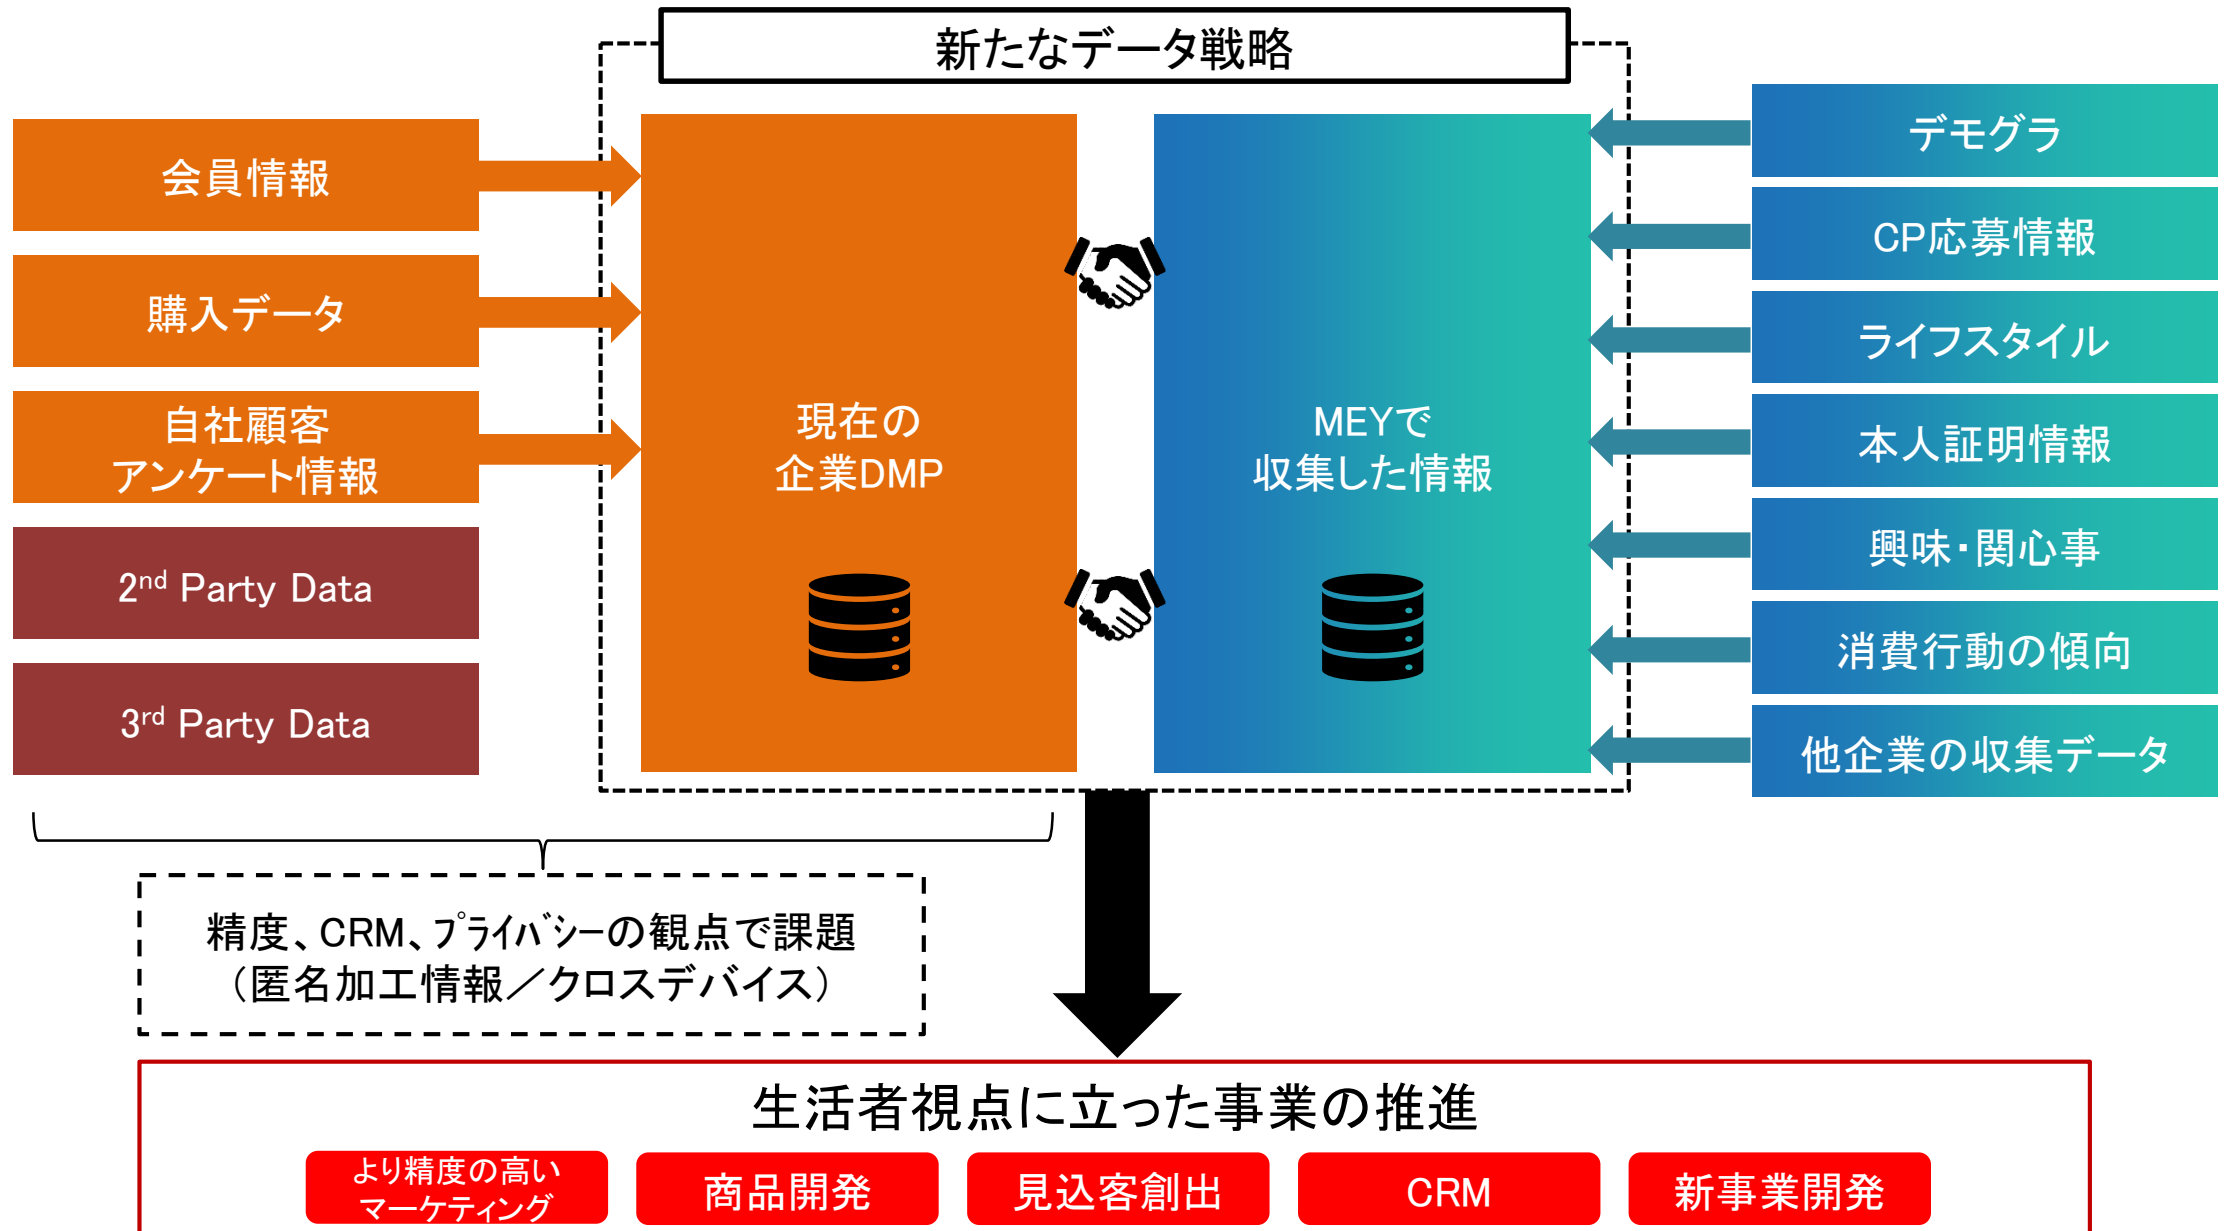 新たなデータ戦略
会員情報
購入データ
自社顧客
アンケート情報
2nd Party Data
3rd Party Data
現在の
企業DMP
MEYで
収集した情報
デモグラ
CP応募情報
ライフスタイル
本人証明情報
興味・関心事
消費行動の傾向
他企業の収集データ
精度、CRM、プライバシーの観点で課題
（匿名加工情報／クロスデバイス）
生活者視点に立った事業の推進
より精度の高い
マーケティング
商品開発
見込客創出
CRM
新事業開発